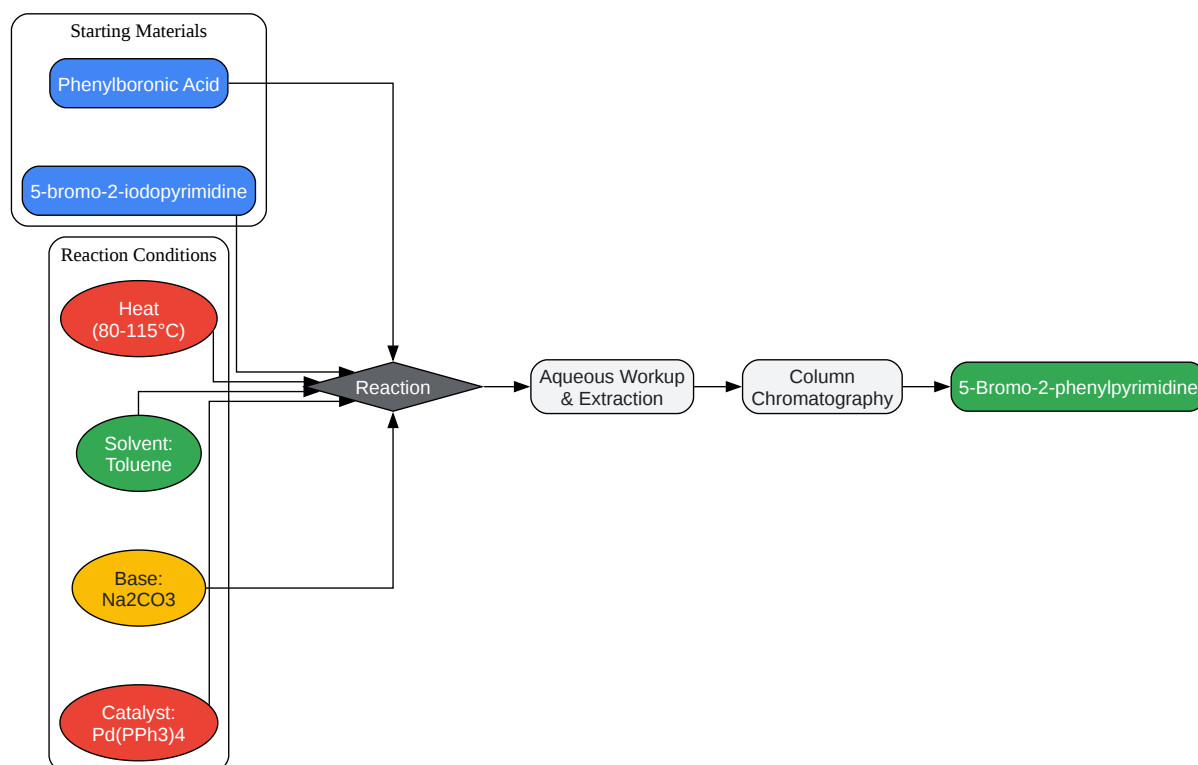 Starting Materials
Phenylboronic Acid
5-bromo-2-iodopyrimidine
Reaction Conditions
Heat
(80-115°C)
Solvent:
Toluene
Base:
Na2CO3
Catalyst:
Pd(PPh3)4
Reaction
Aqueous Workup
& Extraction
Column
Chromatography
5-Bromo-2-phenylpyrimidine